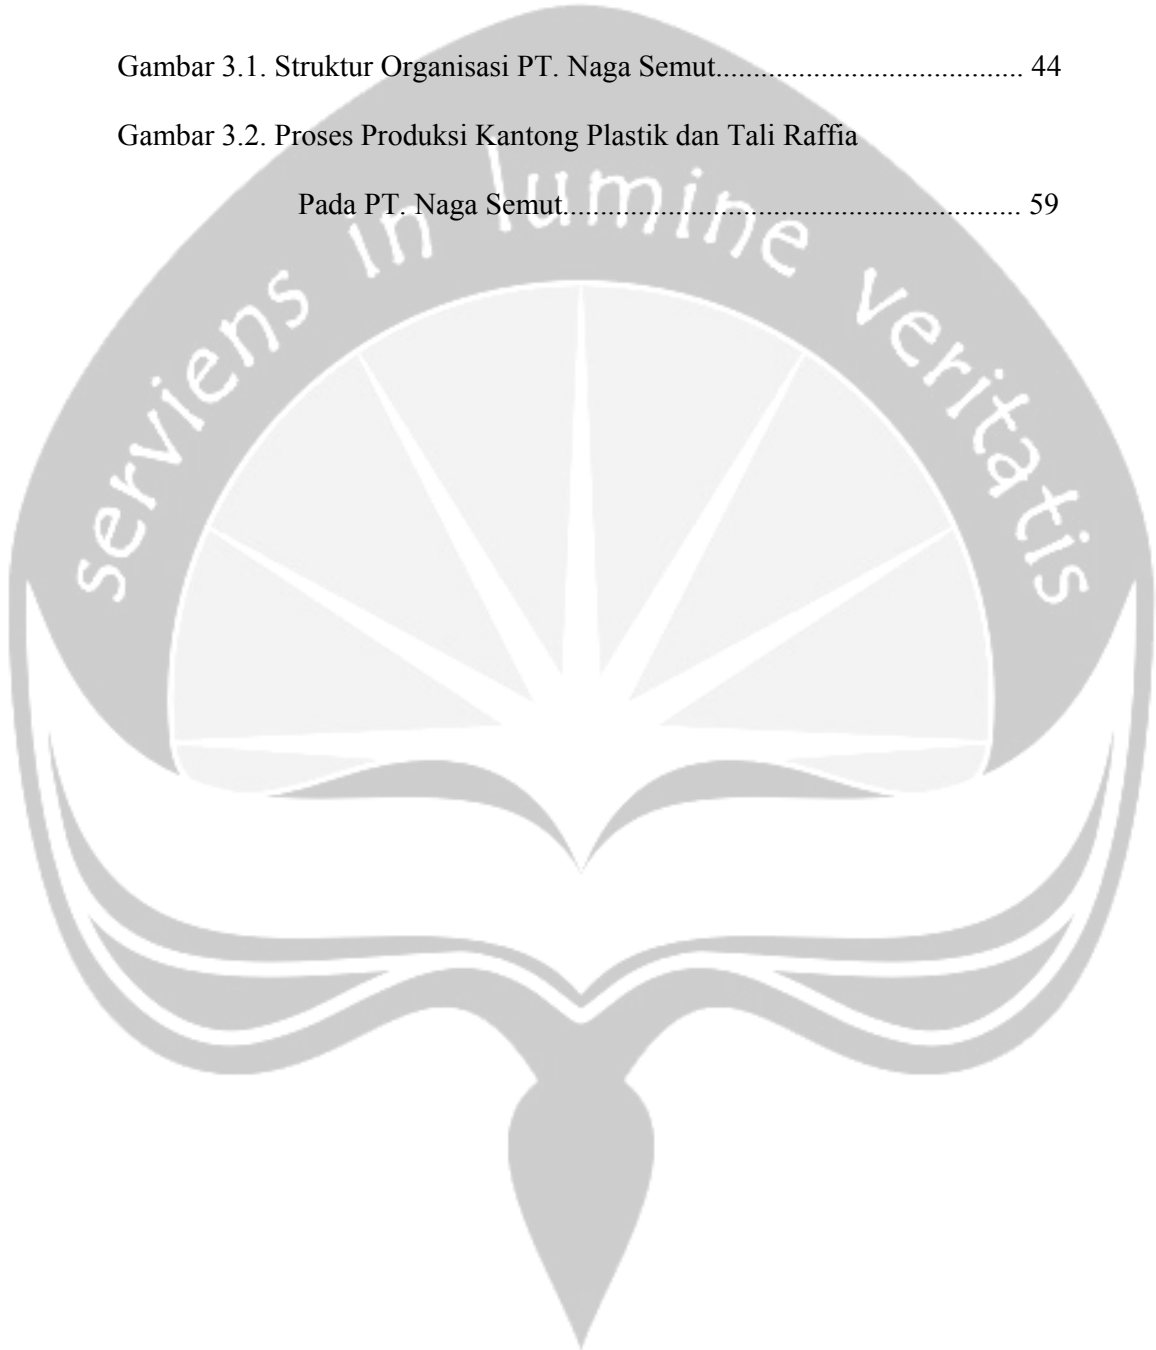 Gambar 3.1. Struktur Organisasi PT. Naga Semut........................................ 44
Gambar 3.2. Proses Produksi Kantong Plastik dan Tali Raffia
Pada PT. Naga Semut............................................................ 59
serviens in lumine veritatis